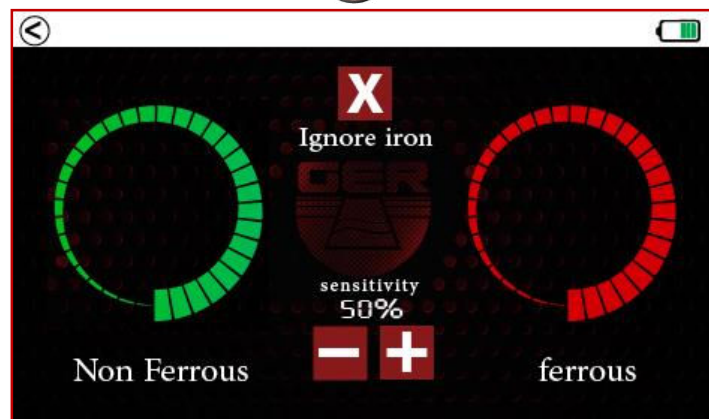 X
Ignore iron
GER
sensitivity
50%
Non Ferrous
ferrous